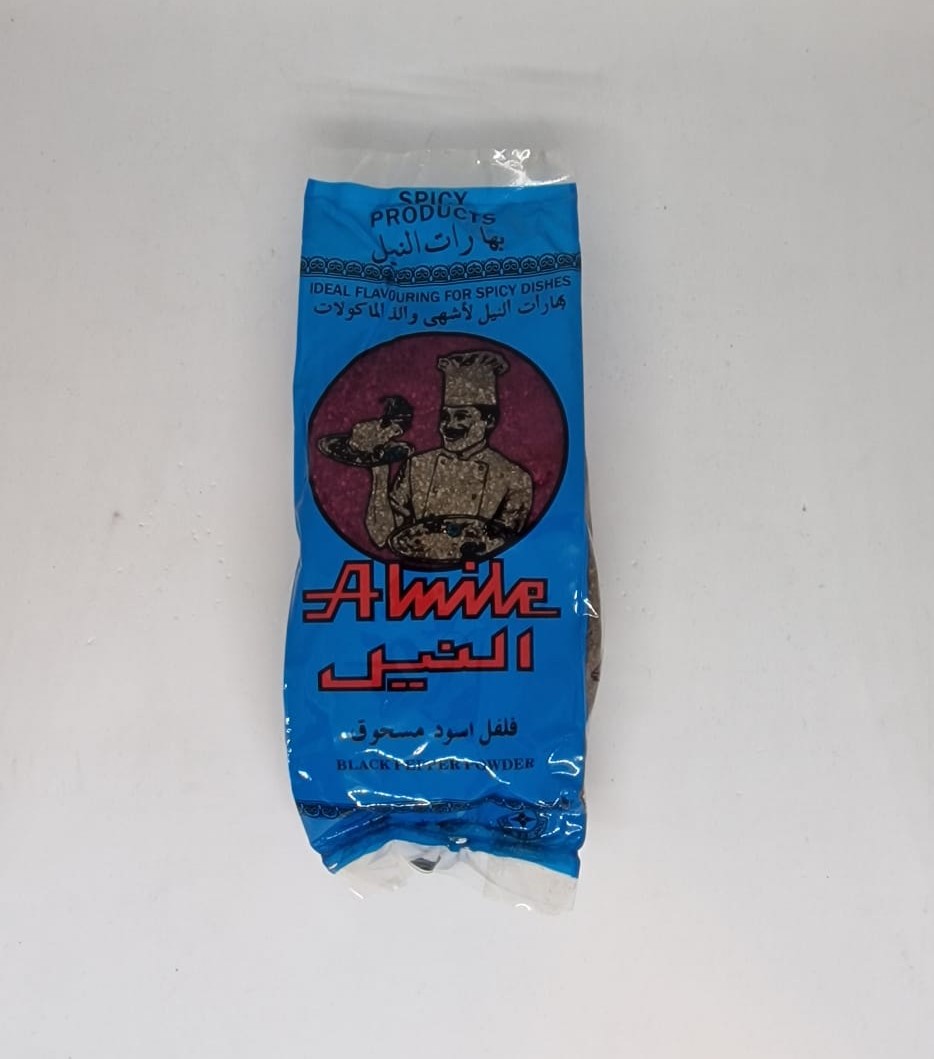 SPICY
PRODUCTS
بهارات النيل
IDEAL FLAVOURING FOR SPICY DISHES
بهارات النيل لأشهى والذ الماكولات
Alnile
النيل
فلفل اسود مسحوق
BLACK PEPPER POWDER